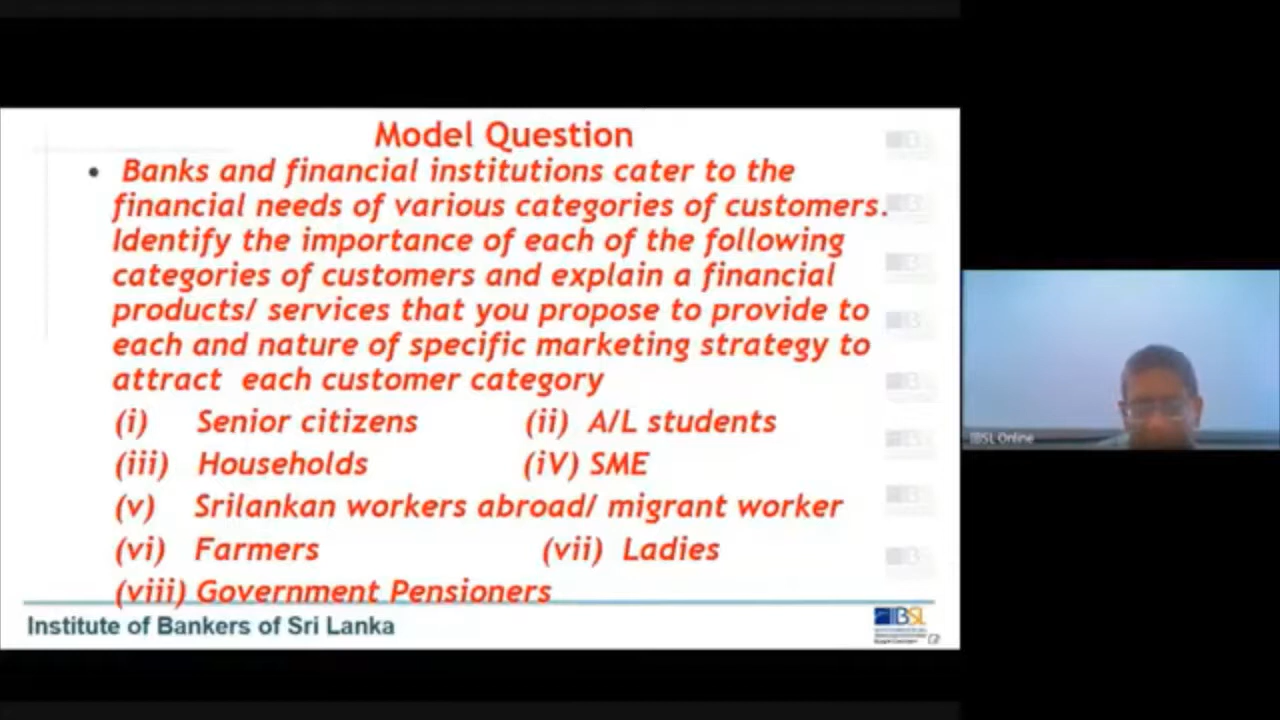 Model Question
• Banks and financial institutions cater to the
financial needs of various categories of customers.
Identify the importance of each of the following
categories of customers and explain a financial
products/ services that you propose to provide to
each and nature of specific marketing strategy to
attract each customer category
(i) Senior citizens (ii) A/L students
(iii) Households (iV) SME
(v) Srilankan workers abroad/ migrant worker
(vi) Farmers (vii) Ladies
(viii) Government Pensioners
Institute of Bankers of Sri Lanka
IBSL
IBSL Online